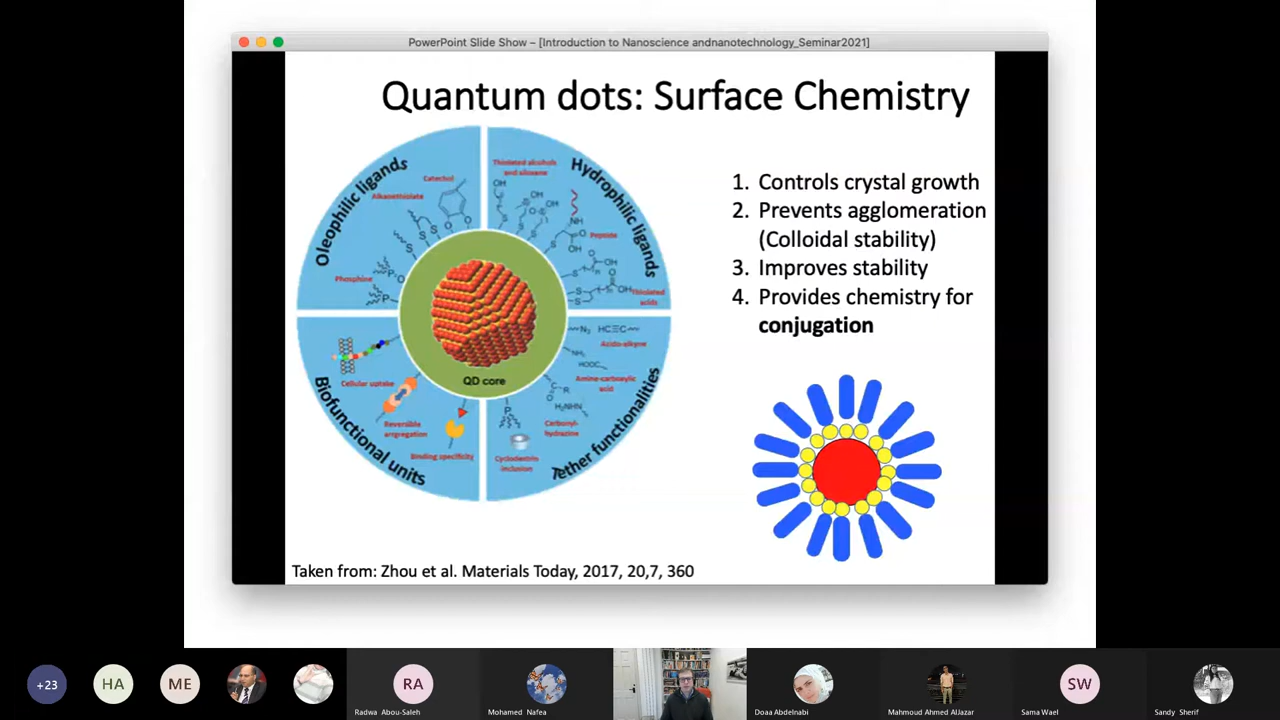 PowerPoint Slide Show – [Introduction to Nanoscience andnanotechnology_Seminar2021]
Quantum dots: Surface Chemistry
Oleophilic ligands
Catechol
Alkanethiolate
Phosphine
Hydrophilic ligands
Thiolated alcohols
and siloxane
Peptide
Thiolated
acids
QD core
Biofunctional units
Cellular uptake
Reversible
aggregation
Binding specificity
Tether functionalities
Azido-alkyne
Amine-carboxylic
acid
Carbonyl-
hydrazine
Cyclodextrin
inclusion
1. Controls crystal growth
2. Prevents agglomeration
(Colloidal stability)
3. Improves stability
4. Provides chemistry for
conjugation
Taken from: Zhou et al. Materials Today, 2017, 20,7, 360
+23
HA
ME
RA
Radwa Abou-Saleh
Mohamed Nafea
Doaa Abdelnabi
Mahmoud Ahmed AlJazar
SW
Sama Wael
Sandy Sherif